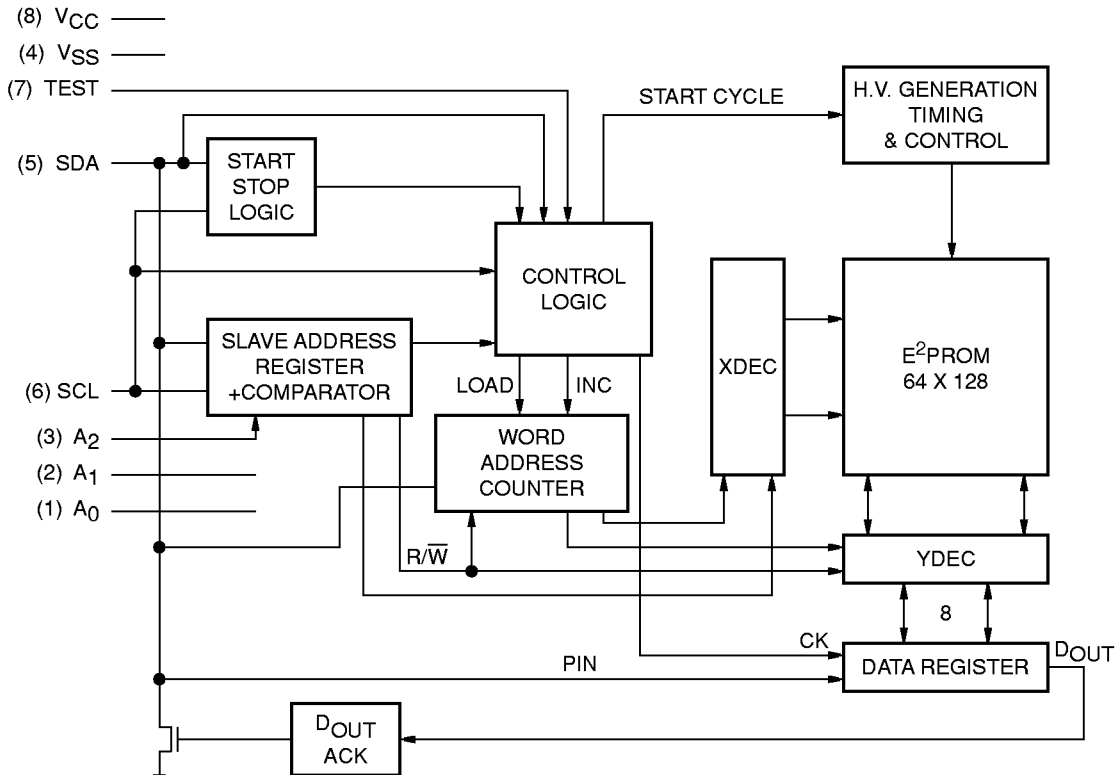 (8) VCC
(4) VSS
(7) TEST
START CYCLE
H.V. GENERATION
TIMING
& CONTROL
(5) SDA
START
STOP
LOGIC
CONTROL
LOGIC
SLAVE ADDRESS
REGISTER
+COMPARATOR
XDEC
E²PROM
64 X 128
(6) SCL
LOAD
INC
(3) A2
(2) A1
(1) A0
WORD
ADDRESS
COUNTER
R/W̅
YDEC
8
CK
DOUT
PIN
DATA REGISTER
DOUT
ACK